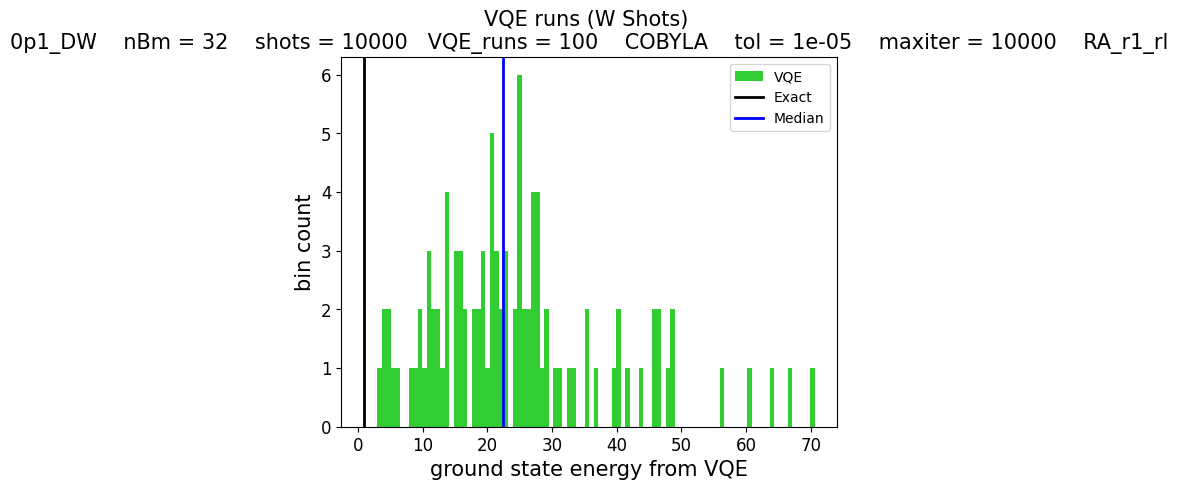 VQE runs (W Shots)
0p1_DW    nBm = 32    shots = 10000   VQE_runs = 100    COBYLA    tol = 1e-05    maxiter = 10000    RA_r1_rl
6
5
4
3
2
1
0
bin count
VQE
Exact
Median
0 10 20 30 40 50 60 70
ground state energy from VQE